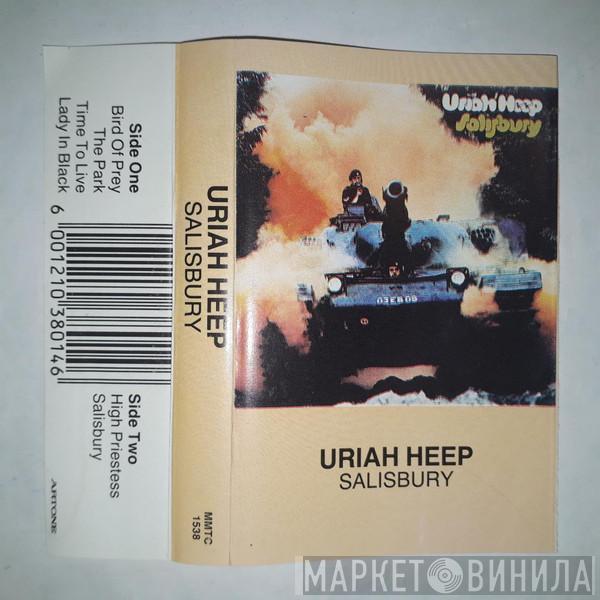 Side One
Bird Of Prey
The Park
Time To Live
Lady In Black
6 001210 380146
Side Two
High Priestess
Salisbury
ARTONE
URIAH HEEP
SALISBURY
MMTC
1538
Uriah Heep
Salisbury
03EB09
URIAH HEEP
SALISBURY
МАРКЕТ ВИНИЛА